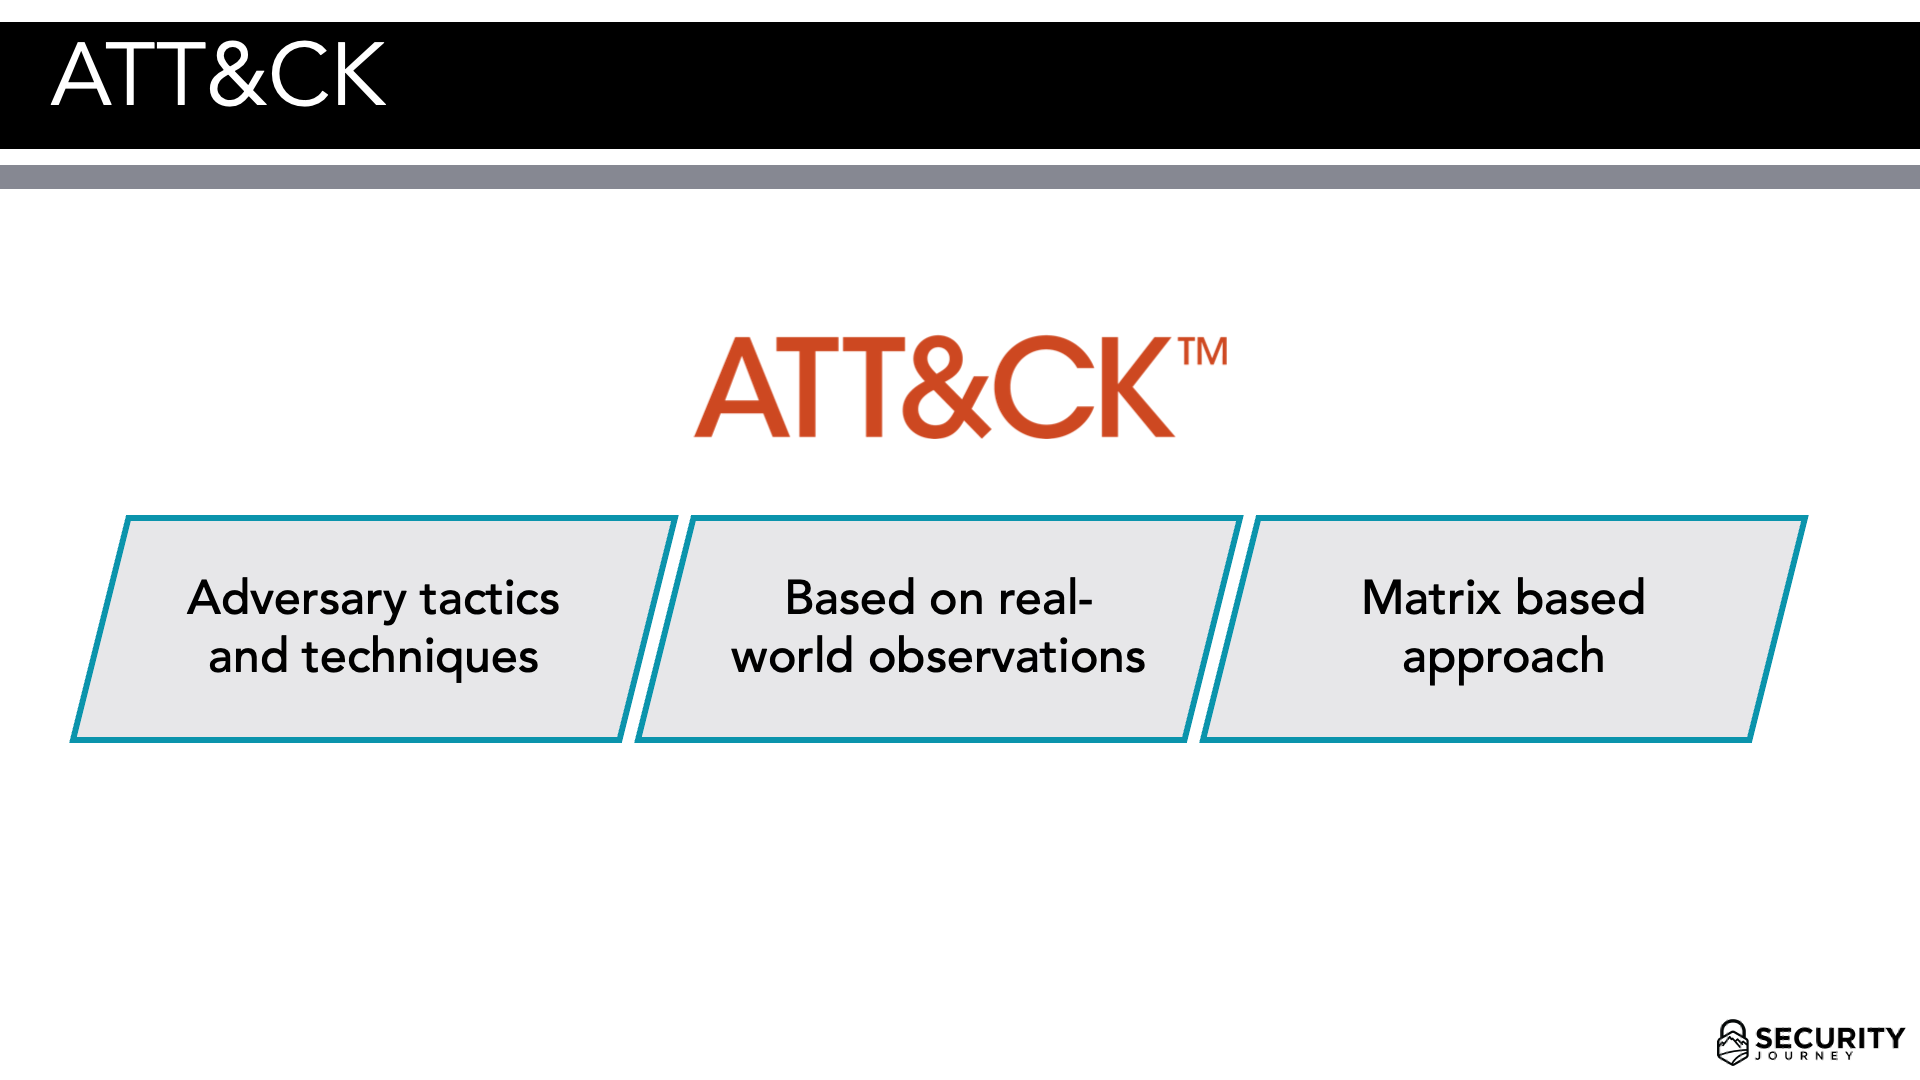 ATT&CK
ATT&CK™
Adversary tactics
and techniques
Based on real-
world observations
Matrix based
approach
SECURITY
JOURNEY